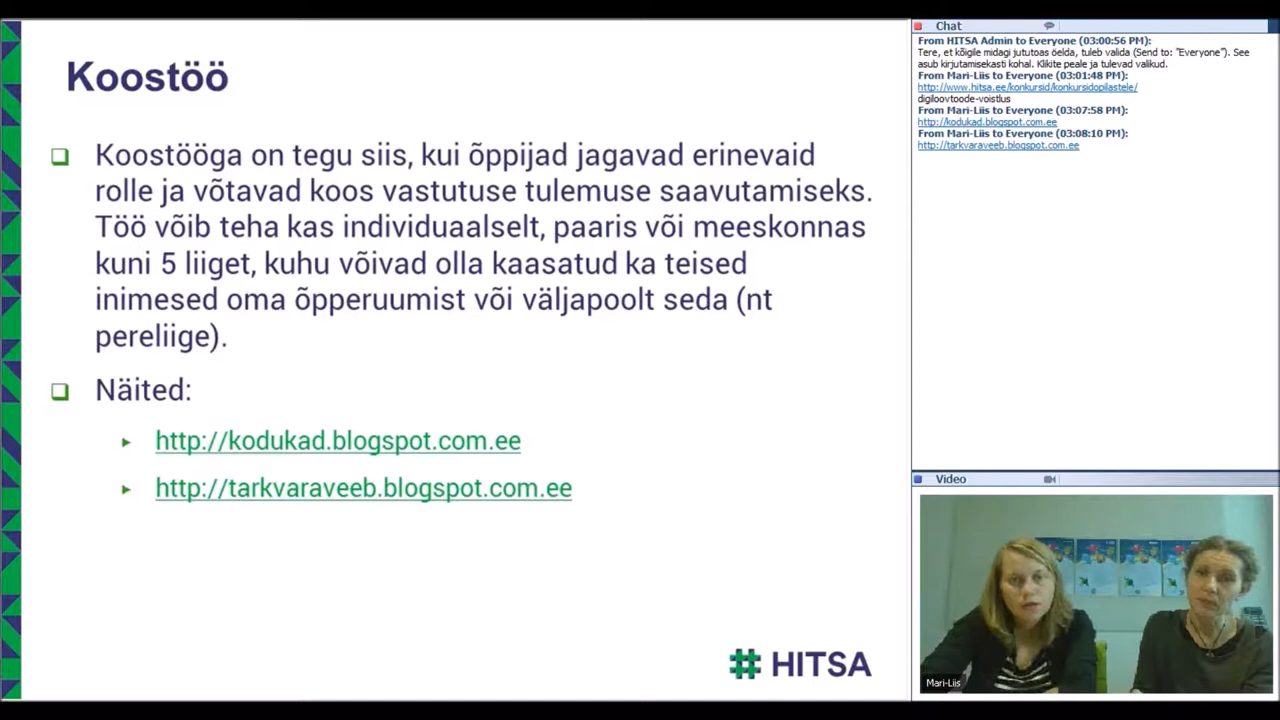 Koostöö
Koostööga on tegu siis, kui õppijad jagavad erinevaid
rolle ja võtavad koos vastutuse tulemuse saavutamiseks.
Töö võib teha kas individuaalselt, paaris või meeskonnas
kuni 5 liiget, kuhu võivad olla kaasatud ka teised
inimesed oma õpperuumist või väljapoolt seda (nt
pereliige).
Näited:
http://kodukad.blogspot.com.ee
http://tarkvaraveeb.blogspot.com.ee
HITSA
Chat
From HITSA Admin to Everyone (03:00:56 PM):
Tere, et kõigile midagi jututoas öelda, tuleb valida (Send to: "Everyone"). See
asub kirjutamisekasti kohal. Klikite peale ja tulevad valikud.
From Mari-Liis to Everyone (03:01:48 PM):
http://www.hitsa.ee/konkursid/konkursidopilastele/
digiloovtoode-voistlus
From Mari-Liis to Everyone (03:07:58 PM):
http://kodukad.blogspot.com.ee
From Mari-Liis to Everyone (03:08:10 PM):
http://tarkvaraveeb.blogspot.com.ee
Video
Mari-Liis